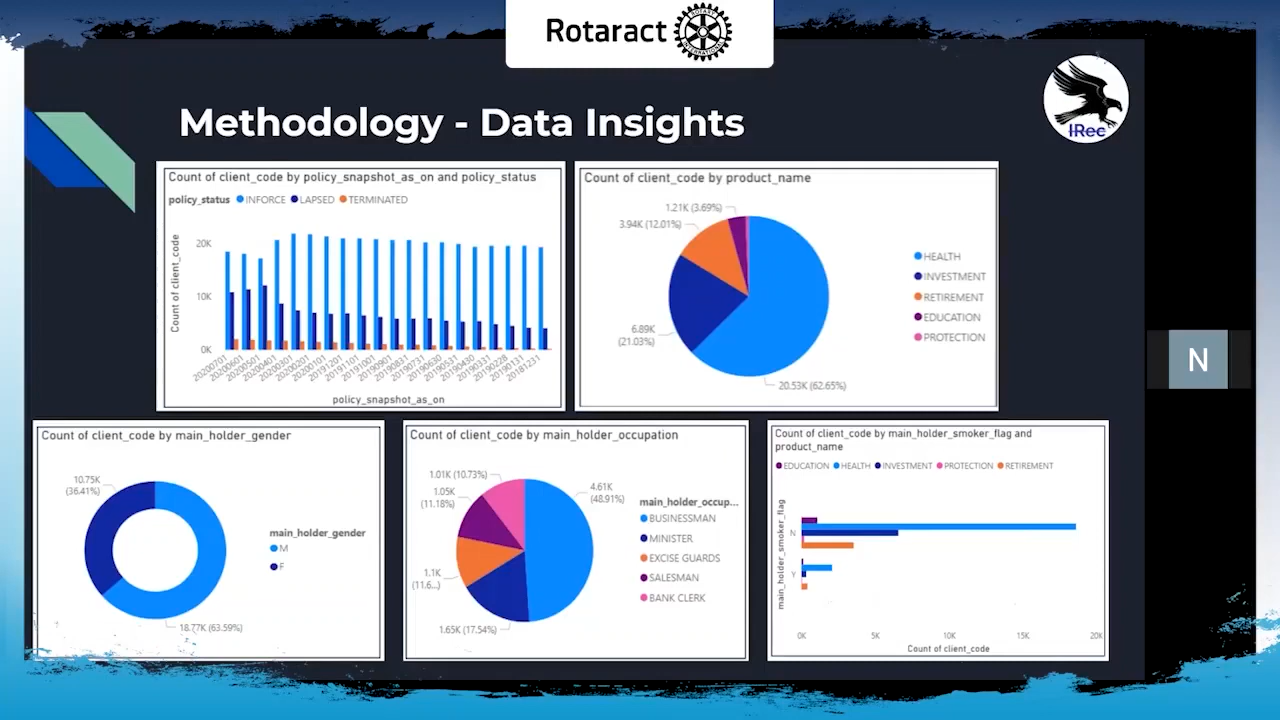 Rotaract
ROTARY
INTERNATIONAL
IRec
Methodology - Data Insights
Count of client_code by policy_snapshot_as_on and policy_status
policy_status INFORCE LAPSED TERMINATED
Count of client_code
20K
10K
0K
20200701
20200601
20200501
20200401
20200301
20200201
20200101
20191201
20191101
20191001
20190901
20190831
20190731
20190630
20190531
20190430
20190331
20190228
20190131
20181231
policy_snapshot_as_on
Count of client_code by product_name
1.21K (3.69%)
3.94K (12.01%)
6.89K
(21.03%)
20.53K (62.65%)
HEALTH
INVESTMENT
RETIREMENT
EDUCATION
PROTECTION
N
Count of client_code by main_holder_gender
10.75K
(36.41%)
18.77K (63.59%)
main_holder_gender
M
F
Count of client_code by main_holder_occupation
1.01K (10.73%)
1.05K
(11.18%)
1.1K
(11.6...)
1.65K (17.54%)
4.61K
(48.91%)
main_holder_occup...
BUSINESSMAN
MINISTER
EXCISE GUARDS
SALESMAN
BANK CLERK
Count of client_code by main_holder_smoker_flag and
product_name
EDUCATION HEALTH INVESTMENT PROTECTION RETIREMENT
main_holder_smoker_flag
N
Y
0K 5K 10K 15K 20K
Count of client_code